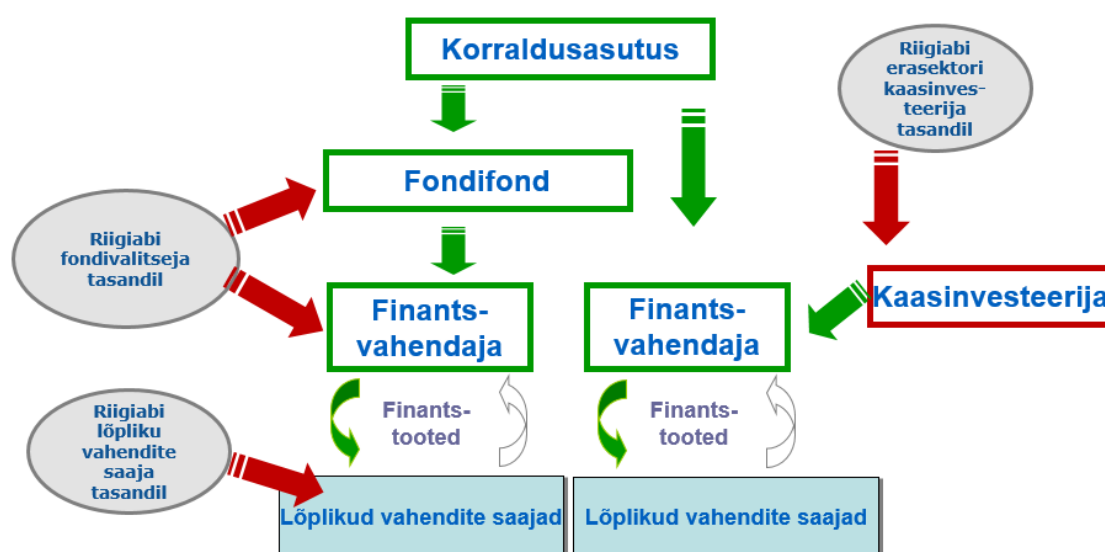 Korraldusasutus
Riigiabi
erasektori
kaasinves-
teerija
tasandil
Fondifond
Riigiabi
fondivalitseja
tasandil
Finants-
vahendaja
Finants-
vahendaja
Kaasinvesteerija
Riigiabi
lõpliku
vahendite
saaja
tasandil
Finants-
tooted
Finants-
tooted
Lõplikud vahendite saajad
Lõplikud vahendite saajad